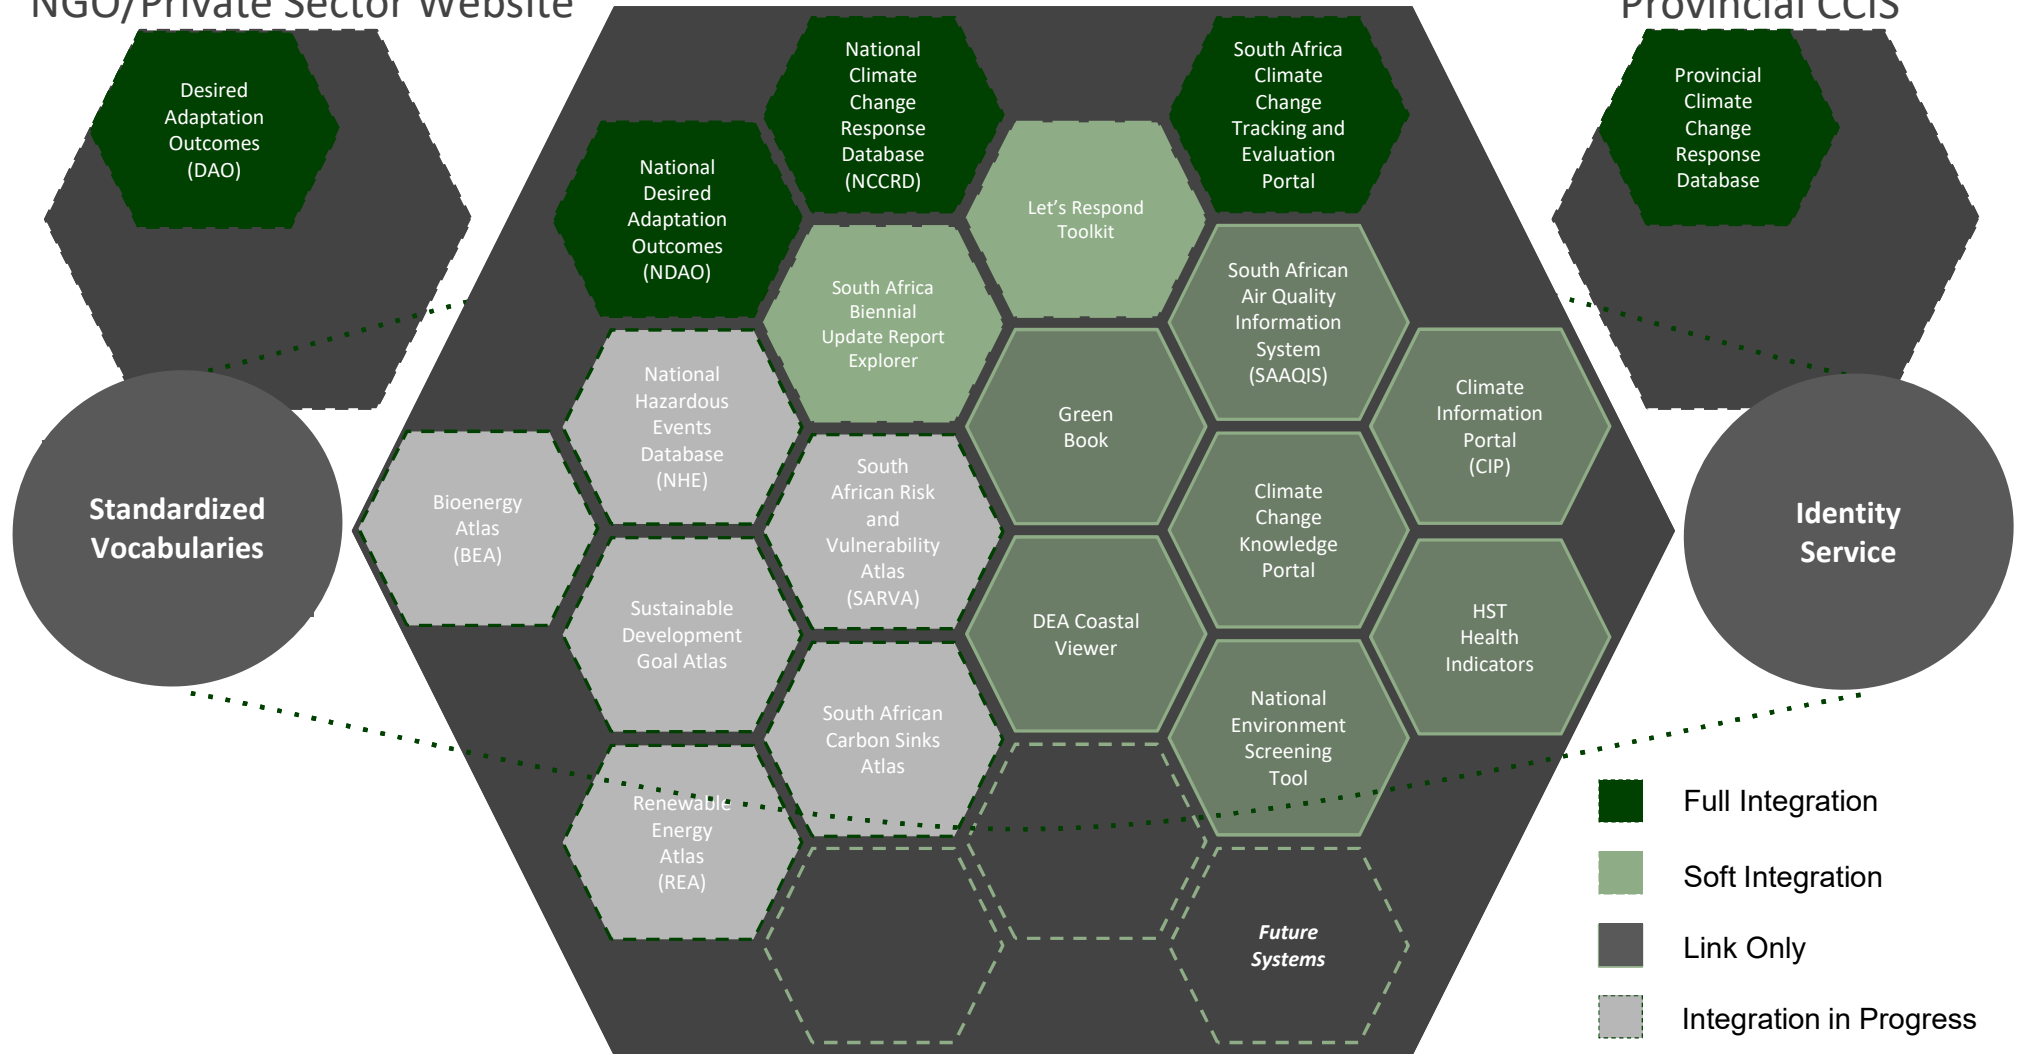 NGO/Private Sector Website
Provincial CCIS
Desired
Adaptation
Outcomes
(DAO)
National
Climate
Change
Response
Database
(NCCRD)
South Africa
Climate
Change
Tracking and
Evaluation
Portal
Provincial
Climate
Change
Response
Database
National
Desired
Adaptation
Outcomes
(NDAO)
Let’s Respond
Toolkit
South Africa
Biennial
Update Report
Explorer
South African
Air Quality
Information
System
(SAAQIS)
National
Hazardous
Events
Database
(NHE)
Green
Book
Climate
Information
Portal
(CIP)
Standardized
Vocabularies
Bioenergy
Atlas
(BEA)
South
African Risk
and
Vulnerability
Atlas
(SARVA)
Climate
Change
Knowledge
Portal
Identity
Service
Sustainable
Development
Goal Atlas
DEA Coastal
Viewer
HST
Health
Indicators
South African
Carbon Sinks
Atlas
National
Environment
Screening
Tool
Renewable
Energy
Atlas
(REA)
Future
Systems
Full Integration
Soft Integration
Link Only
Integration in Progress